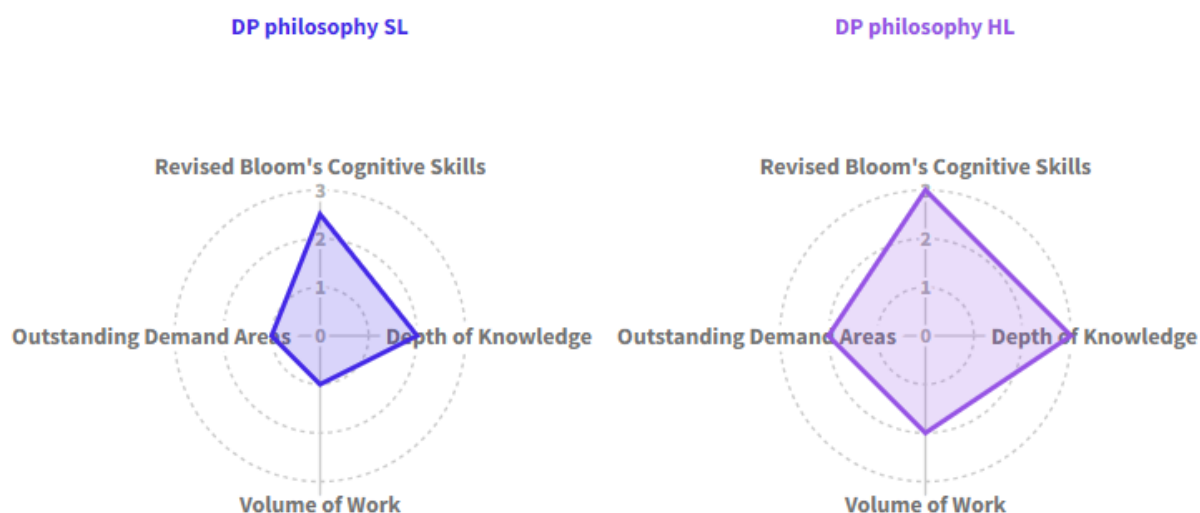 DP philosophy SL
Revised Bloom's Cognitive Skills
3
2
1
Outstanding Demand Areas
0
Depth of Knowledge
Volume of Work
DP philosophy HL
Revised Bloom's Cognitive Skills
3
2
1
Outstanding Demand Areas
0
Depth of Knowledge
Volume of Work